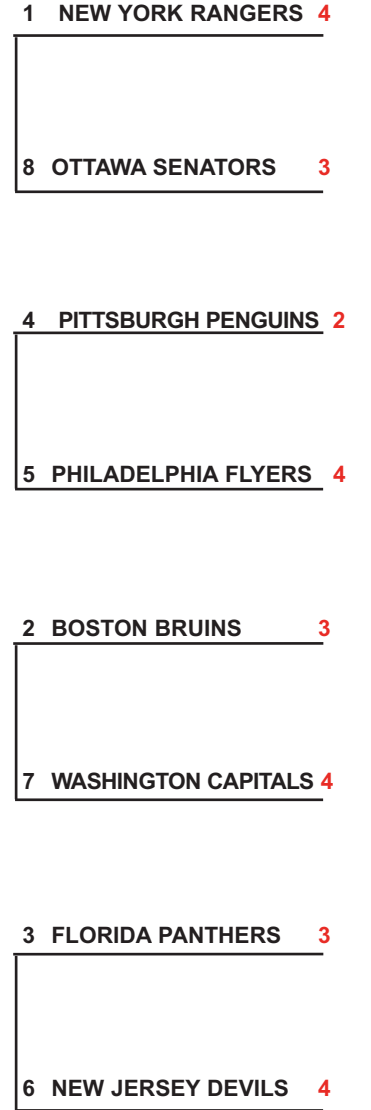 1 NEW YORK RANGERS 4
8 OTTAWA SENATORS 3
4 PITTSBURGH PENGUINS 2
5 PHILADELPHIA FLYERS 4
2 BOSTON BRUINS 3
7 WASHINGTON CAPITALS 4
3 FLORIDA PANTHERS 3
6 NEW JERSEY DEVILS 4